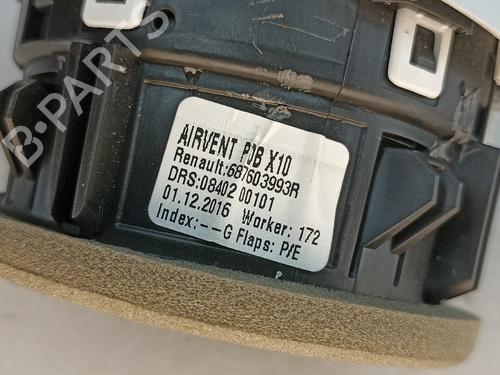 B-PARTS
AIRVENT P0B X10
Renault:687603993R
DRS:08402 00101
01.12.2016 Worker: 172
Index:--G Flaps: P/E